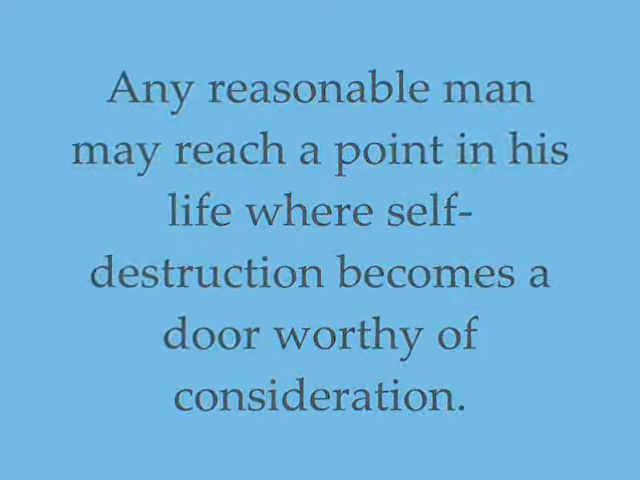 Any reasonable man
may reach a point in his
life where self-
destruction becomes a
door worthy of
consideration.